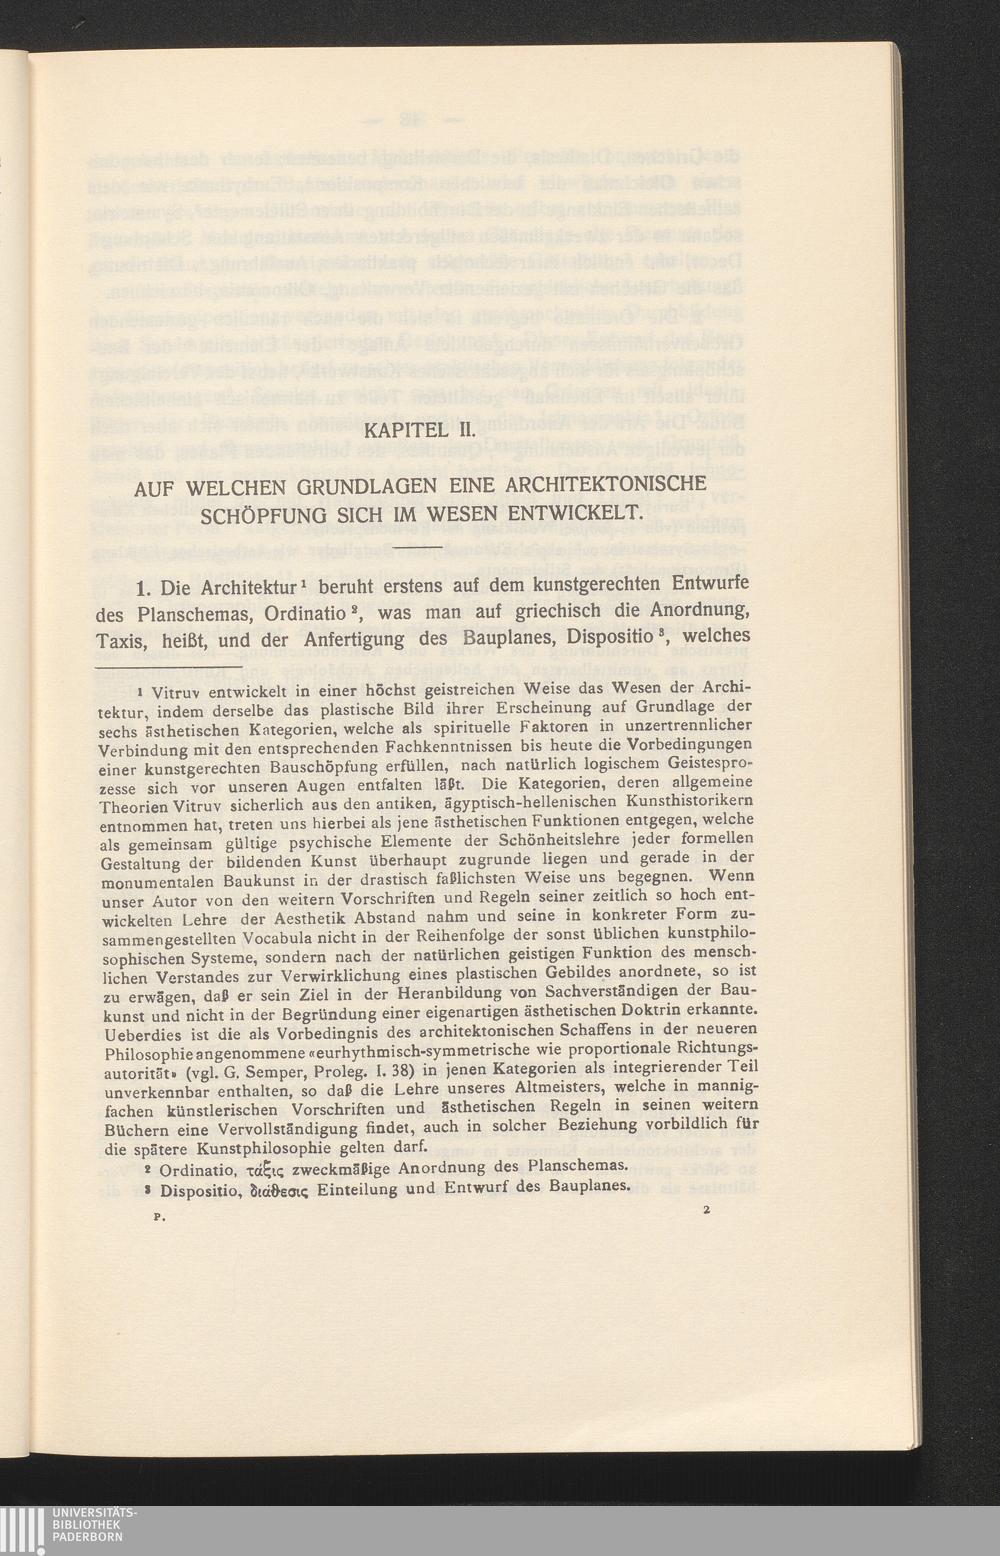 KAPITEL II.
AUF WELCHEN GRUNDLAGEN EINE ARCHITEKTONISCHE
SCHÖPFUNG SICH IM WESEN ENTWICKELT.
1. Die Architektur¹ beruht erstens auf dem kunstgerechten Entwurfe
des Planschemas, Ordinatio², was man auf griechisch die Anordnung,
Taxis, heißt, und der Anfertigung des Bauplanes, Dispositio³, welches
¹ Vitruv entwickelt in einer höchst geistreichen Weise das Wesen der Archi-
tektur, indem derselbe das plastische Bild ihrer Erscheinung auf Grundlage der
sechs ästhetischen Kategorien, welche als spirituelle Faktoren in unzertrennlicher
Verbindung mit den entsprechenden Fachkenntnissen bis heute die Vorbedingungen
einer kunstgerechten Bauschöpfung erfüllen, nach natürlich logischem Geistespro-
zesse sich vor unseren Augen entfalten läßt. Die Kategorien, deren allgemeine
Theorien Vitruv sicherlich aus den antiken, ägyptisch-hellenischen Kunsthistorikern
entnommen hat, treten uns hierbei als jene ästhetischen Funktionen entgegen, welche
als gemeinsam gültige psychische Elemente der Schönheitslehre jeder formellen
Gestaltung der bildenden Kunst überhaupt zugrunde liegen und gerade in der
monumentalen Baukunst in der drastisch faßlichsten Weise uns begegnen. Wenn
unser Autor von den weitern Vorschriften und Regeln seiner zeitlich so hoch ent-
wickelten Lehre der Aesthetik Abstand nahm und seine in konkreter Form zu-
sammengestellten Vocabula nicht in der Reihenfolge der sonst üblichen kunstphilo-
sophischen Systeme, sondern nach der natürlichen geistigen Funktion des mensch-
lichen Verstandes zur Verwirklichung eines plastischen Gebildes anordnete, so ist
zu erwägen, daß er sein Ziel in der Heranbildung von Sachverständigen der Bau-
kunst und nicht in der Begründung einer eigenartigen ästhetischen Doktrin erkannte.
Ueberdies ist die als Vorbedingnis des architektonischen Schaffens in der neueren
Philosophie angenommene «eurhythmisch-symmetrische wie proportionale Richtungs-
autorität» (vgl. G. Semper, Proleg. I. 38) in jenen Kategorien als integrierender Teil
unverkennbar enthalten, so daß die Lehre unseres Altmeisters, welche in mannig-
fachen künstlerischen Vorschriften und ästhetischen Regeln in seinen weitern
Büchern eine Vervollständigung findet, auch in solcher Beziehung vorbildlich für
die spätere Kunstphilosophie gelten darf.
² Ordinatio, τάξις zweckmäßige Anordnung des Planschemas.
³ Dispositio, διάθεσις Einteilung und Entwurf des Bauplanes.
P. 2
UNIVERSITÄTS-
BIBLIOTHEK
PADERBORN